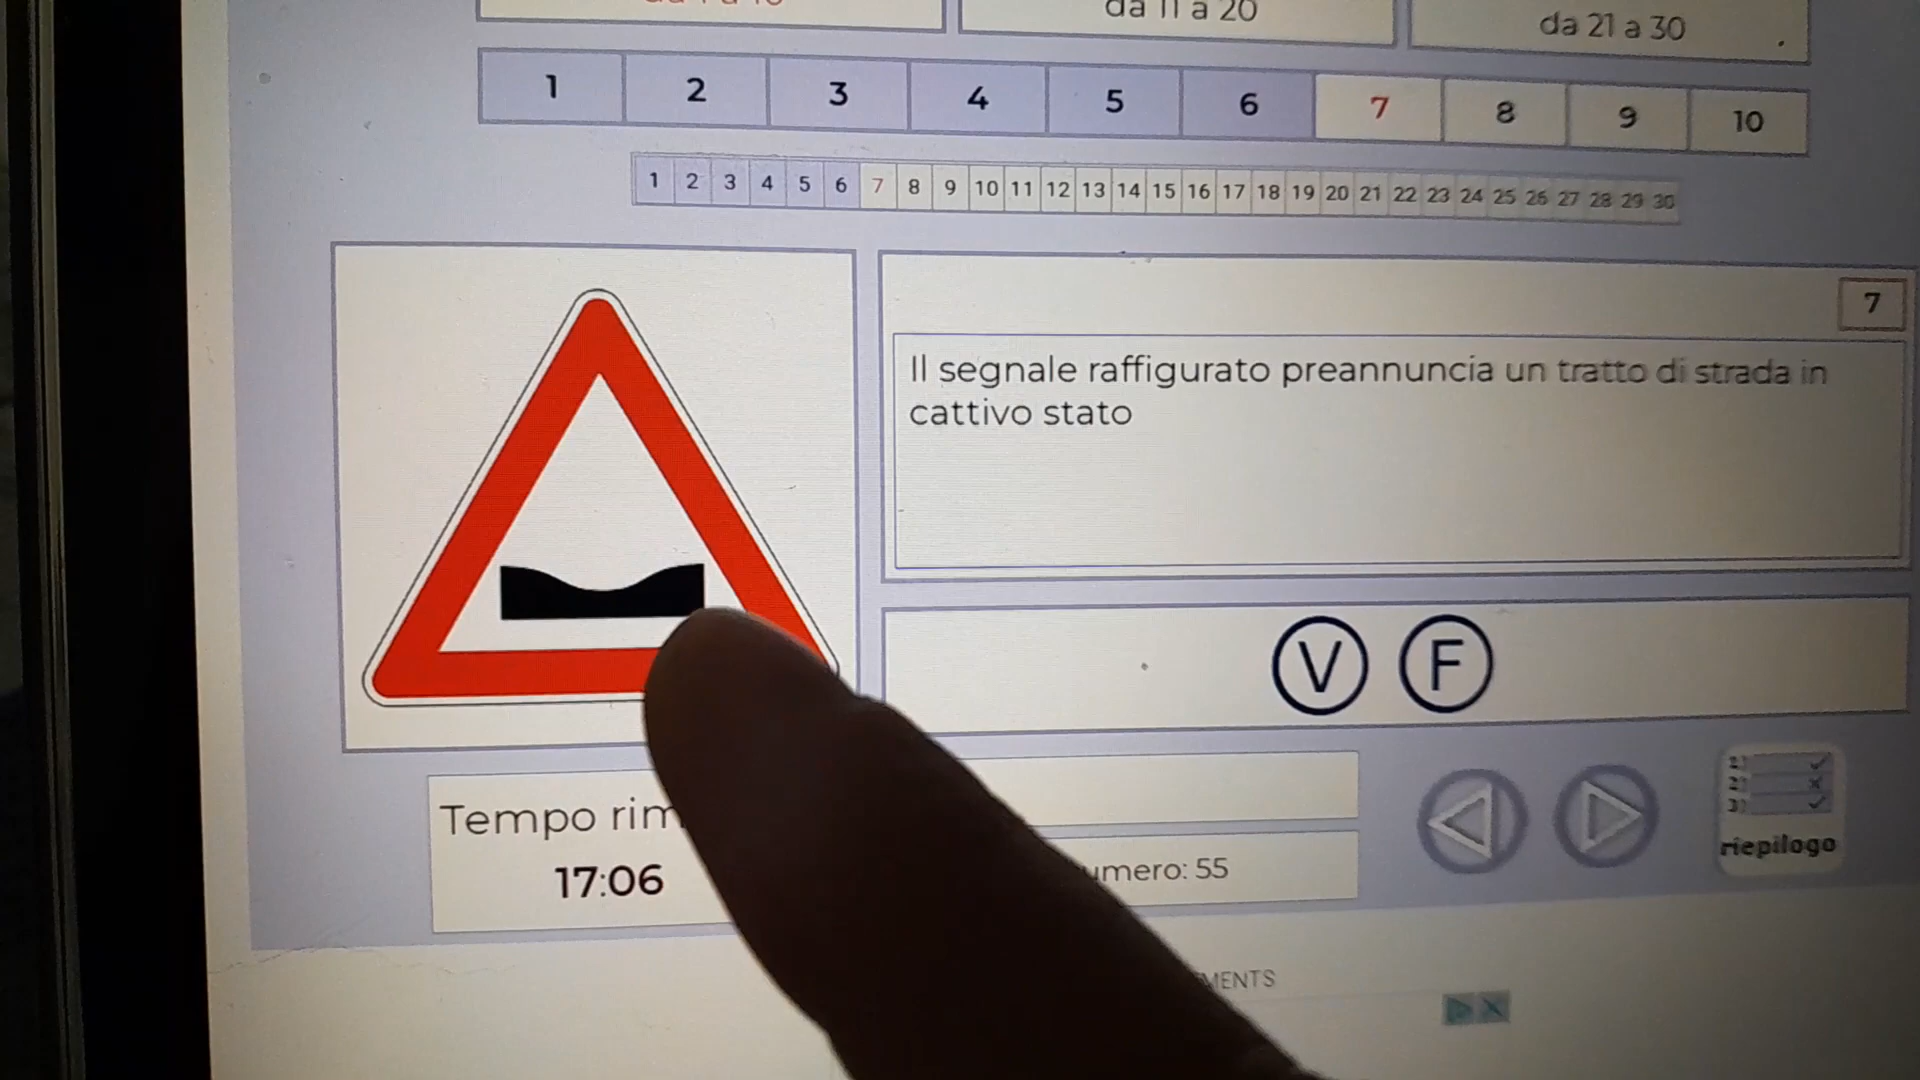 da 11 a 20
da 21 a 30
1 2 3 4 5 6 7 8 9 10
1 2 3 4 5 6 7 8 9 10 11 12 13 14 15 16 17 18 19 20 21 22 23 24 25 26 27 28 29 30
7
Il segnale raffigurato preannuncia un tratto di strada in
cattivo stato
V F
Tempo rim
17:06
umero: 55
riepilogo
MENTS